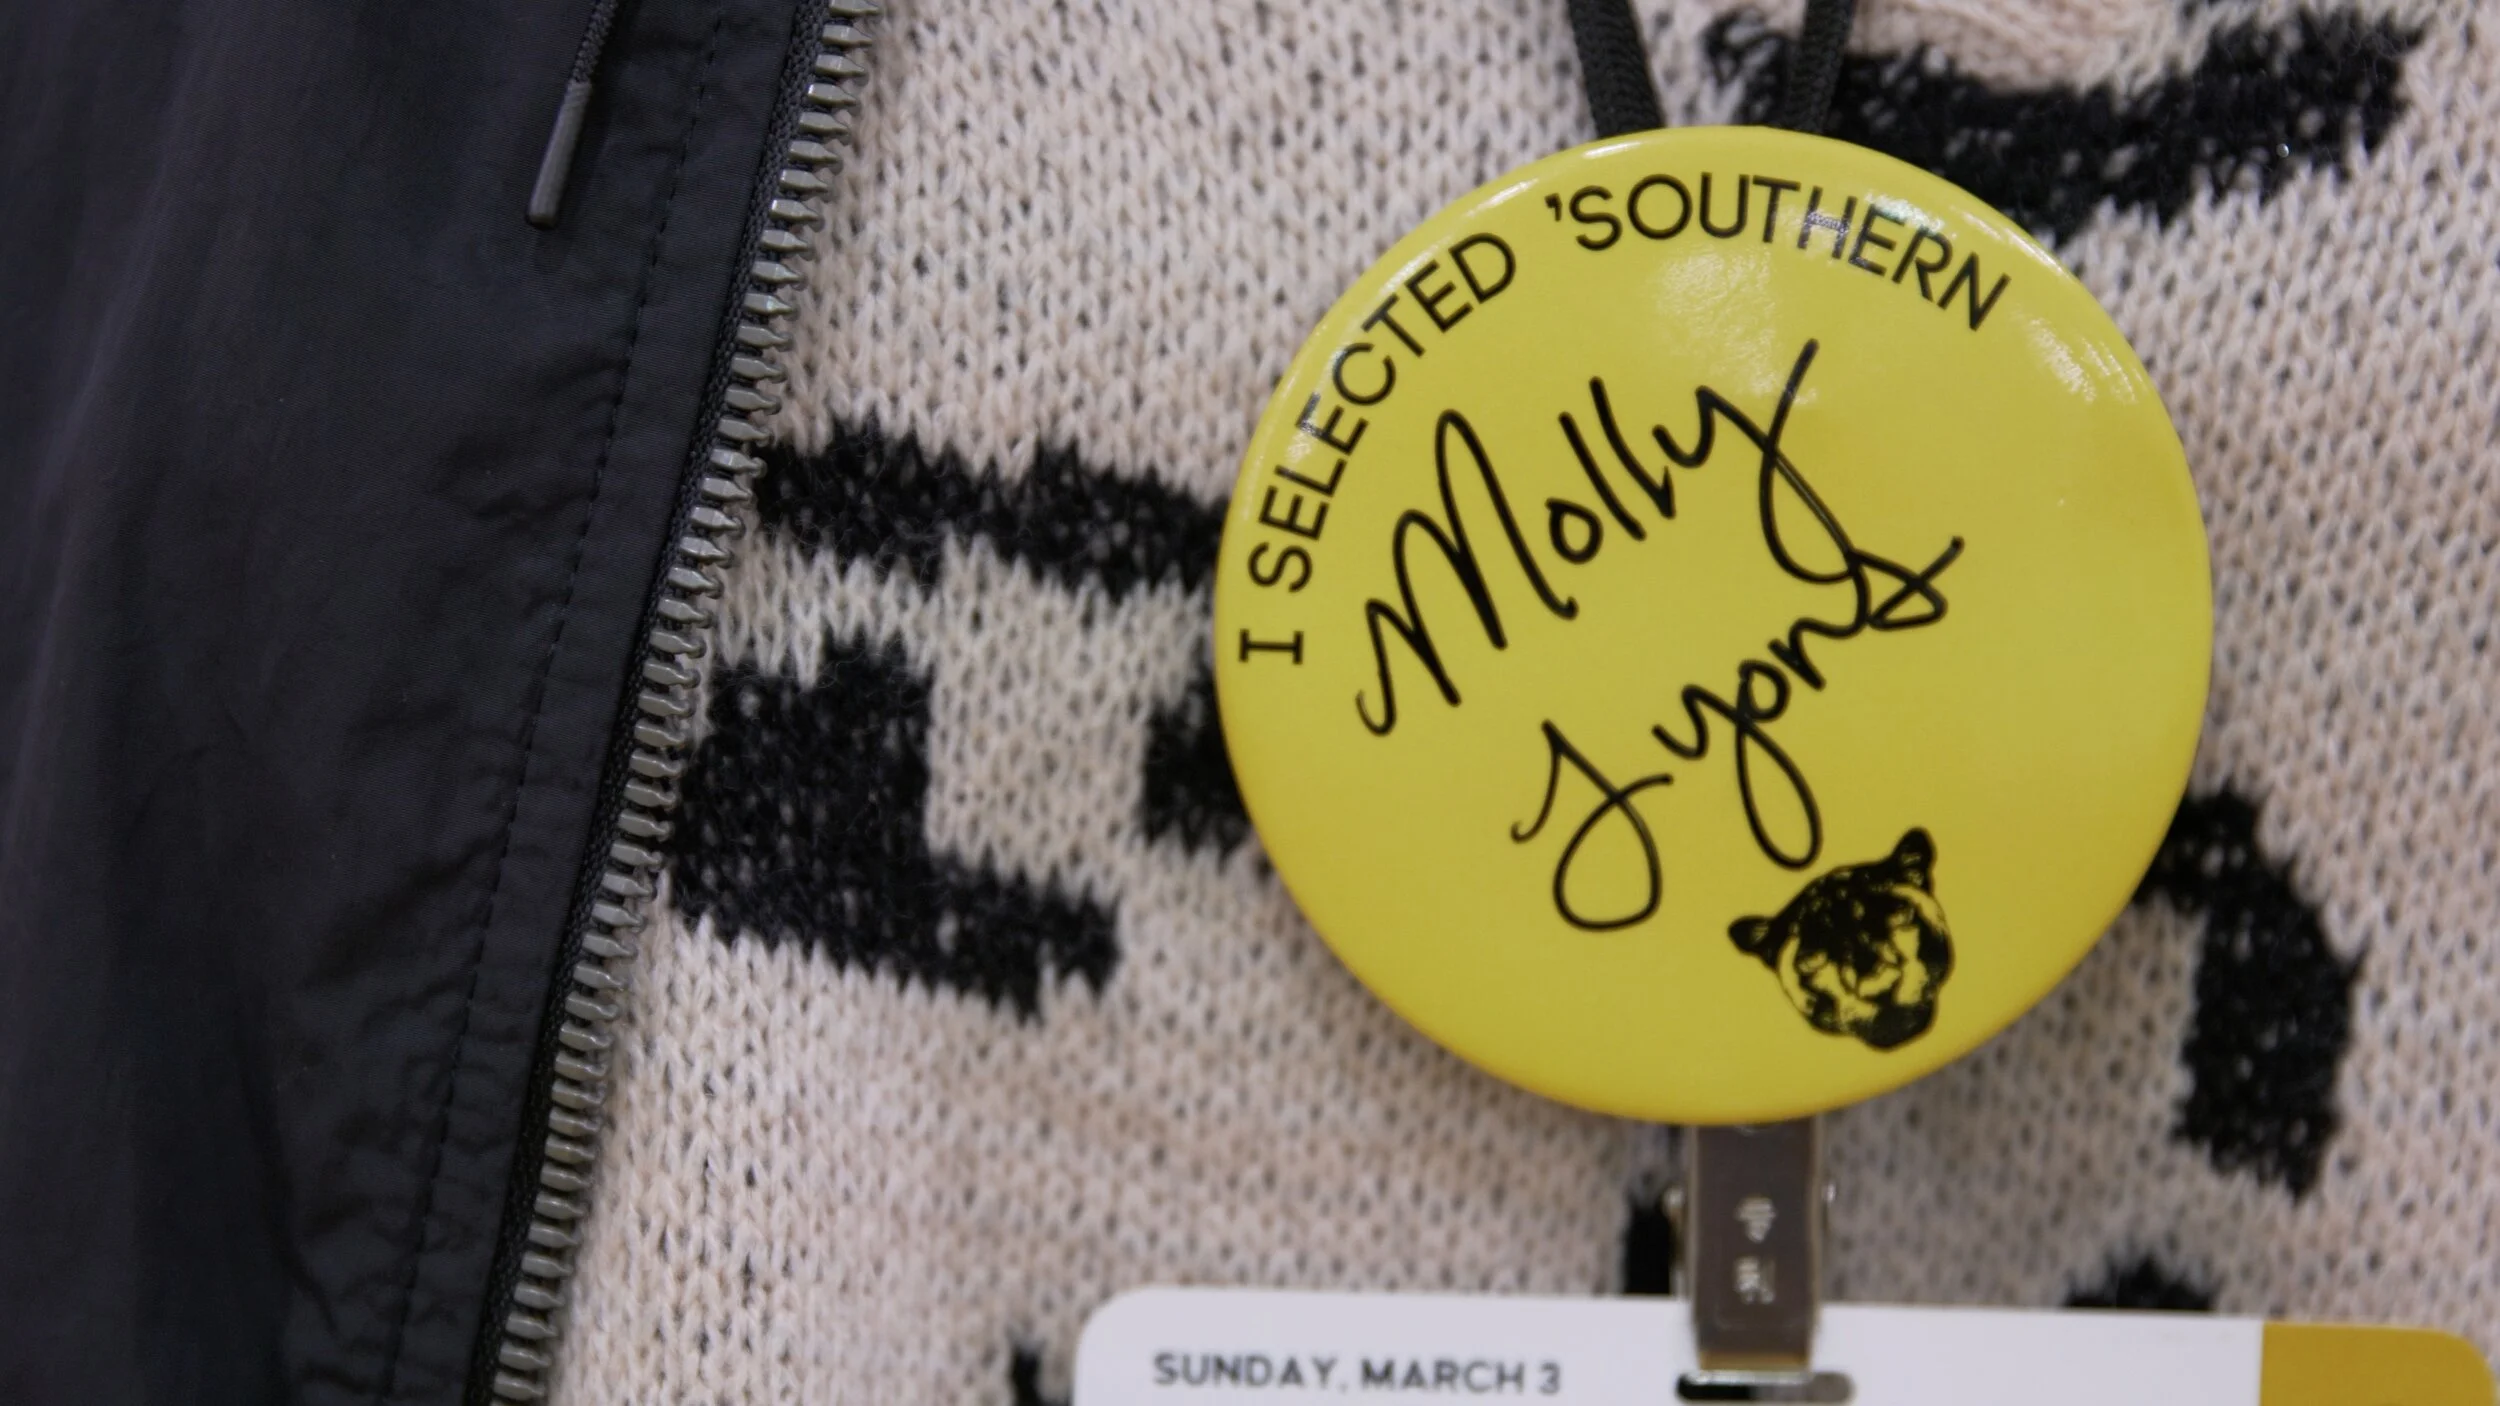 I SELECTED 'SOUTHERN
Molly
Lyons
SUNDAY, MARCH 3